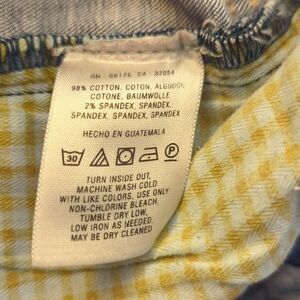 RN 66170 CA 32054
98% COTTON, COTON, ALGODON,
COTONE, BAUMWOLLE
2% SPANDEX, SPANDEX,
SPANDEX, SPANDEX, SPANDEX
HECHO EN GUATEMALA
30 P
TURN INSIDE OUT.
MACHINE WASH COLD
WITH LIKE COLORS, USE ONLY
NON-CHLORINE BLEACH.
TUMBLE DRY LOW,
LOW IRON AS NEEDED.
MAY BE DRY CLEANED